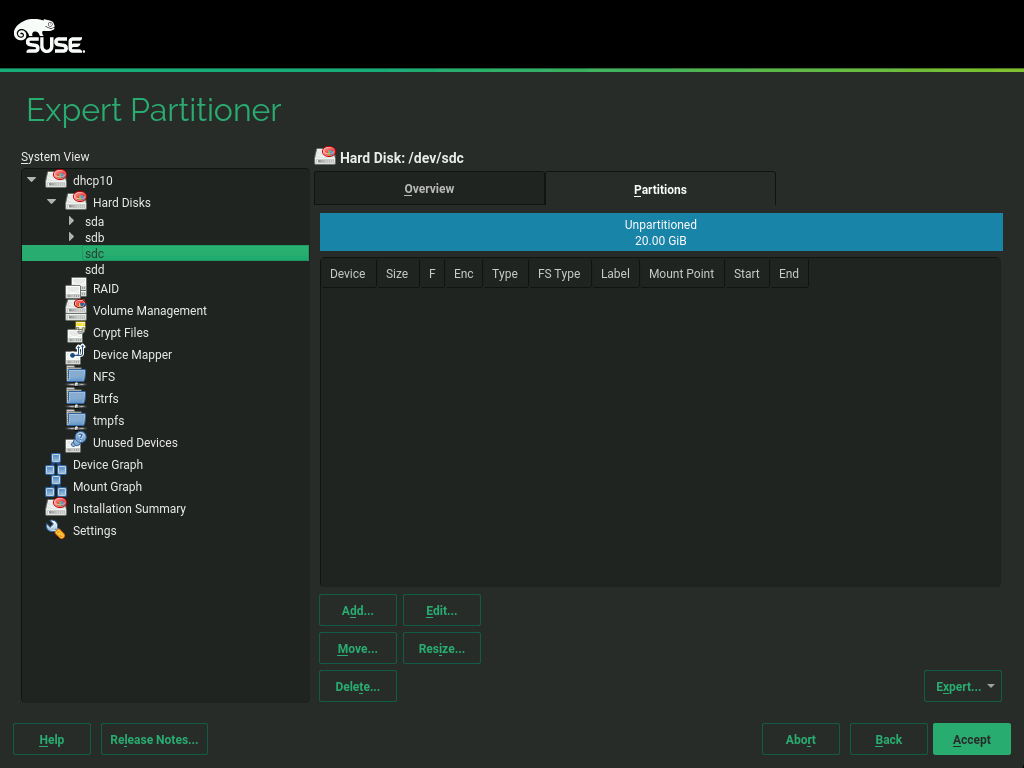 SUSE.
Expert Partitioner
System View
dhcp10
Hard Disks
sda
sdb
sdc
sdd
RAID
Volume Management
Crypt Files
Device Mapper
NFS
Btrfs
tmpfs
Unused Devices
Device Graph
Mount Graph
Installation Summary
Settings
Hard Disk: /dev/sdc
Overview Partitions
Unpartitioned
20.00 GiB
Device Size F Enc Type FS Type Label Mount Point Start End
Add... Edit...
Move... Resize...
Delete... Expert...
Help Release Notes... Abort Back Accept